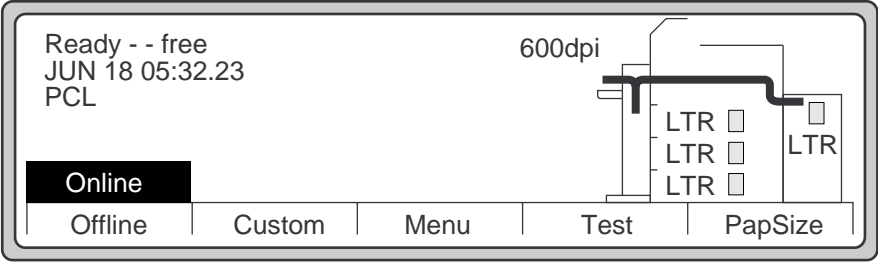 Ready - - free
600dpi
JUN 18 05:32.23
PCL
LTR
LTR
LTR
LTR
Online
Offline
Custom
Menu
Test
PapSize